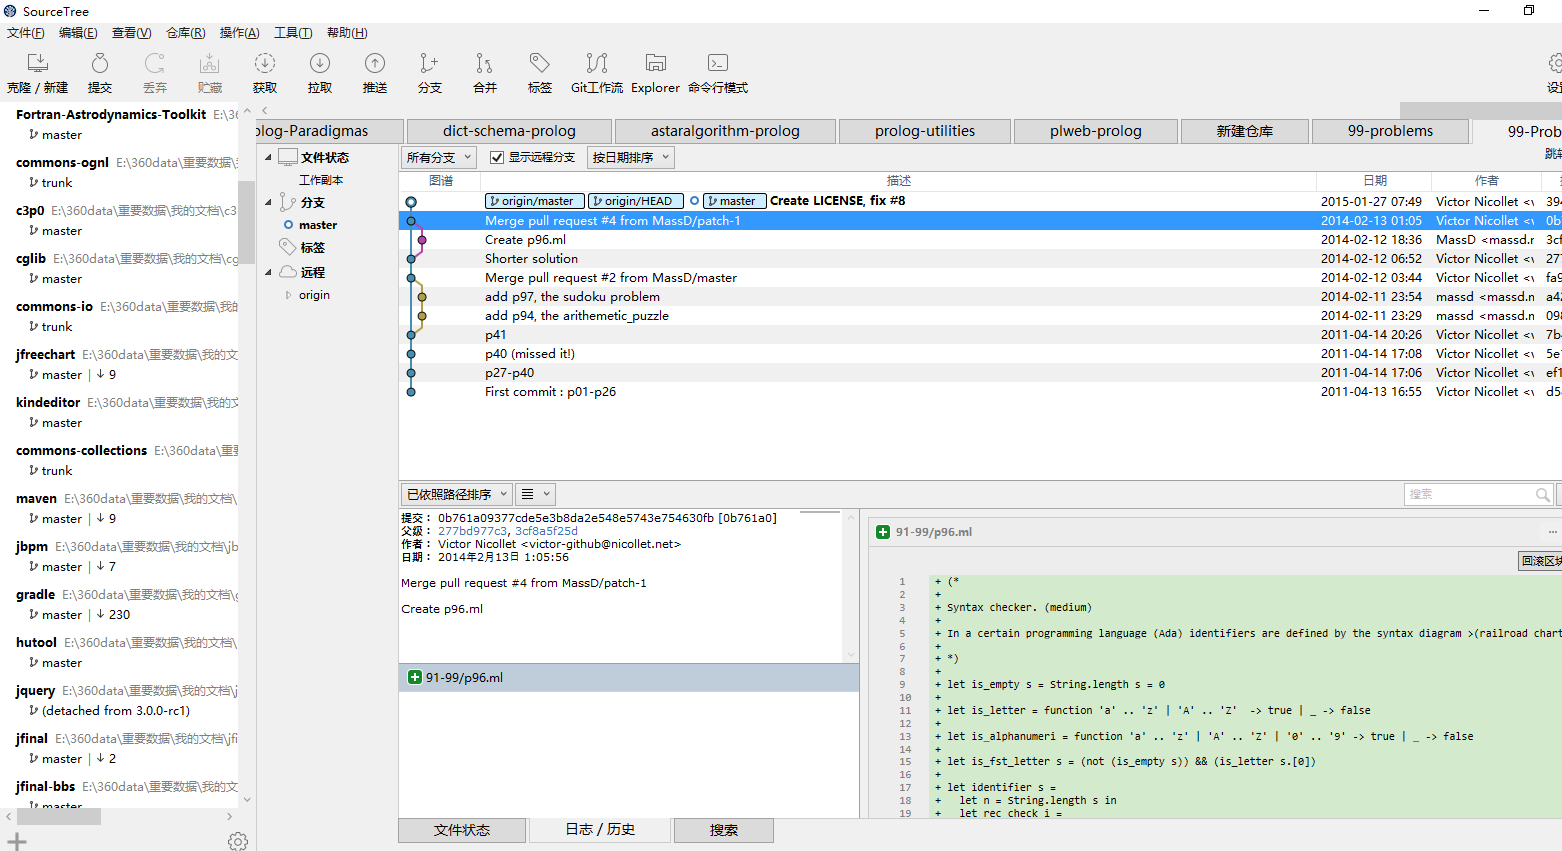 SourceTree
文件(F) 编辑(E) 查看(V) 仓库(R) 操作(A) 工具(T) 帮助(H)
克隆 / 新建 提交 丢弃 贮藏 获取 拉取 推送 分支 合并 标签 Git工作流 Explorer 命令行模式
Fortran-Astrodynamics-Toolkit E:\36
master
commons-ognl E:\360data\重要数据\我的文档\
trunk
c3p0 E:\360data\重要数据\我的文档\c3
master
cglib E:\360data\重要数据\我的文档\cg
master
commons-io E:\360data\重要数据\我的
trunk
jfreechart E:\360data\重要数据\我的文
master | ↓ 9
kindeditor E:\360data\重要数据\我的文
master
commons-collections E:\360data\重要
trunk
maven E:\360data\重要数据\我的文档\
master | ↓ 9
jbpm E:\360data\重要数据\我的文档\jb
master | ↓ 7
gradle E:\360data\重要数据\我的文档\g
master | ↓ 230
hutool E:\360data\重要数据\我的文档\
master
jquery E:\360data\重要数据\我的文档\j
(detached from 3.0.0-rc1)
jfinal E:\360data\重要数据\我的文档\jfi
master | ↓ 2
jfinal-bbs E:\360data\重要数据\我的文
master
olog-Paradigmas dict-schema-prolog astaralgorithm-prolog prolog-utilities plweb-prolog 新建仓库 99-problems 99-Prob
文件状态
工作副本
分支
master
标签
远程
origin
所有分支 显示远程分支 按日期排序 跳转
图谱 描述 日期 作者
origin/master origin/HEAD master Create LICENSE, fix #8 2015-01-27 07:49 Victor Nicollet <v 394
Merge pull request #4 from MassD/patch-1 2014-02-13 01:05 Victor Nicollet <v 0b
Create p96.ml 2014-02-12 18:36 MassD <massd.r 3cf
Shorter solution 2014-02-12 06:52 Victor Nicollet <v 277
Merge pull request #2 from MassD/master 2014-02-12 03:44 Victor Nicollet <v fa9
add p97, the sudoku problem 2014-02-11 23:54 massd <massd.n a42
add p94, the arithemetic_puzzle 2014-02-11 23:29 massd <massd.n 098
p41 2011-04-14 20:26 Victor Nicollet <v 7b
p40 (missed it!) 2011-04-14 17:08 Victor Nicollet <v 5e
p27-p40 2011-04-14 17:06 Victor Nicollet <v ef1
First commit : p01-p26 2011-04-13 16:55 Victor Nicollet <v d5
已依照路径排序 搜索
提交： 0b761a09377cde5e3b8da2e548e5743e754630fb [0b761a0]
父级： 277bd977c3, 3cf8a5f25d
作者： Victor Nicollet <victor-github@nicollet.net>
日期： 2014年2月13日 1:05:56
Merge pull request #4 from MassD/patch-1
Create p96.ml
91-99/p96.ml
91-99/p96.ml
回滚区块
1 + (*
2 +
3 + Syntax checker. (medium)
4 +
5 + In a certain programming language (Ada) identifiers are defined by the syntax diagram >(railroad chart
6 +
7 + *)
8 +
9 + let is_empty s = String.length s = 0
10 +
11 + let is_letter = function 'a' .. 'z' | 'A' .. 'Z'  -> true | _ -> false
12 +
13 + let is_alphanumeri = function 'a' .. 'z' | 'A' .. 'Z' | '0' .. '9' -> true | _ -> false
14 +
15 + let is_fst_letter s = (not (is_empty s)) && (is_letter s.[0])
16 +
17 + let identifier s =
18 +   let n = String.length s in
19 +   let rec check i =
文件状态 日志 / 历史 搜索